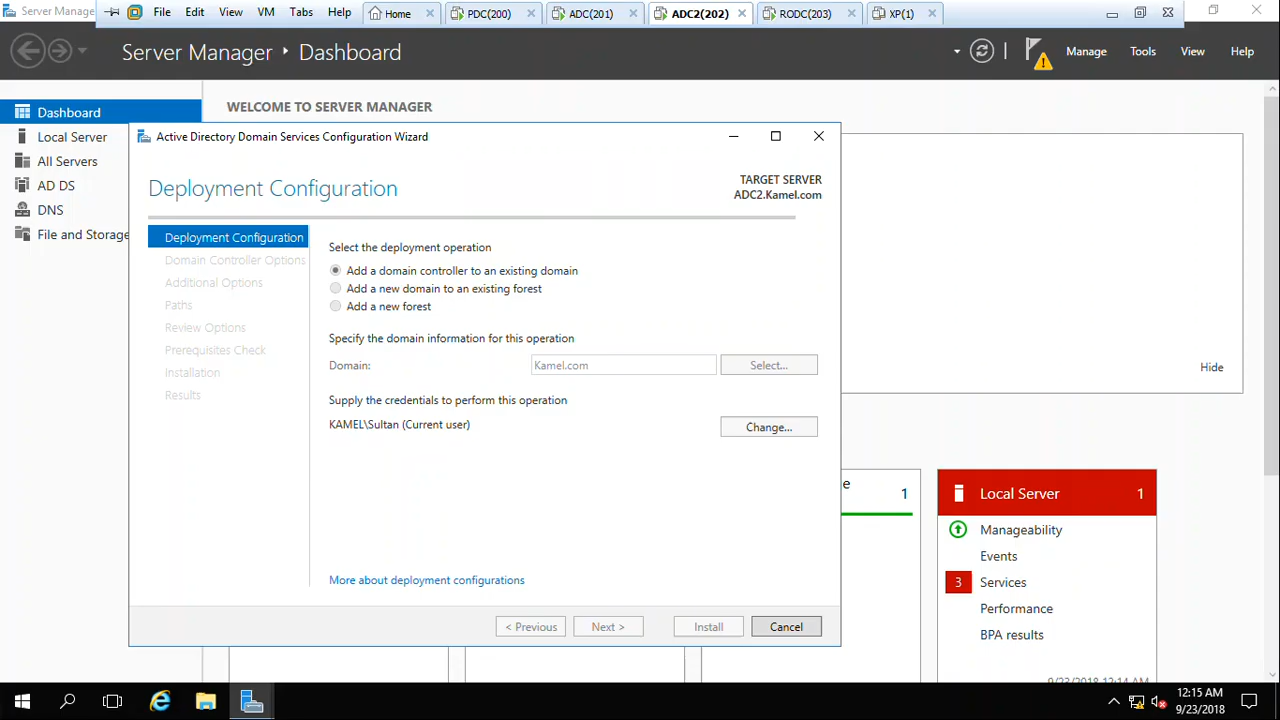 Server Manag
File Edit View VM Tabs Help
Home PDC(200) ADC(201) ADC2(202) RODC(203) XP(1)
Server Manager Dashboard
Manage Tools View Help
Dashboard
Local Server
All Servers
AD DS
DNS
File and Storage
WELCOME TO SERVER MANAGER
Active Directory Domain Services Configuration Wizard
Deployment Configuration
TARGET SERVER
ADC2.Kamel.com
Deployment Configuration
Domain Controller Options
Additional Options
Paths
Review Options
Prerequisites Check
Installation
Results
Select the deployment operation
Add a domain controller to an existing domain
Add a new domain to an existing forest
Add a new forest
Specify the domain information for this operation
Domain: Kamel.com Select...
Supply the credentials to perform this operation
KAMEL\Sultan (Current user) Change...
More about deployment configurations
< Previous Next > Install Cancel
Hide
e 1
Local Server 1
Manageability
Events
3 Services
Performance
BPA results
9/23/2018 12:14 AM
12:15 AM
9/23/2018